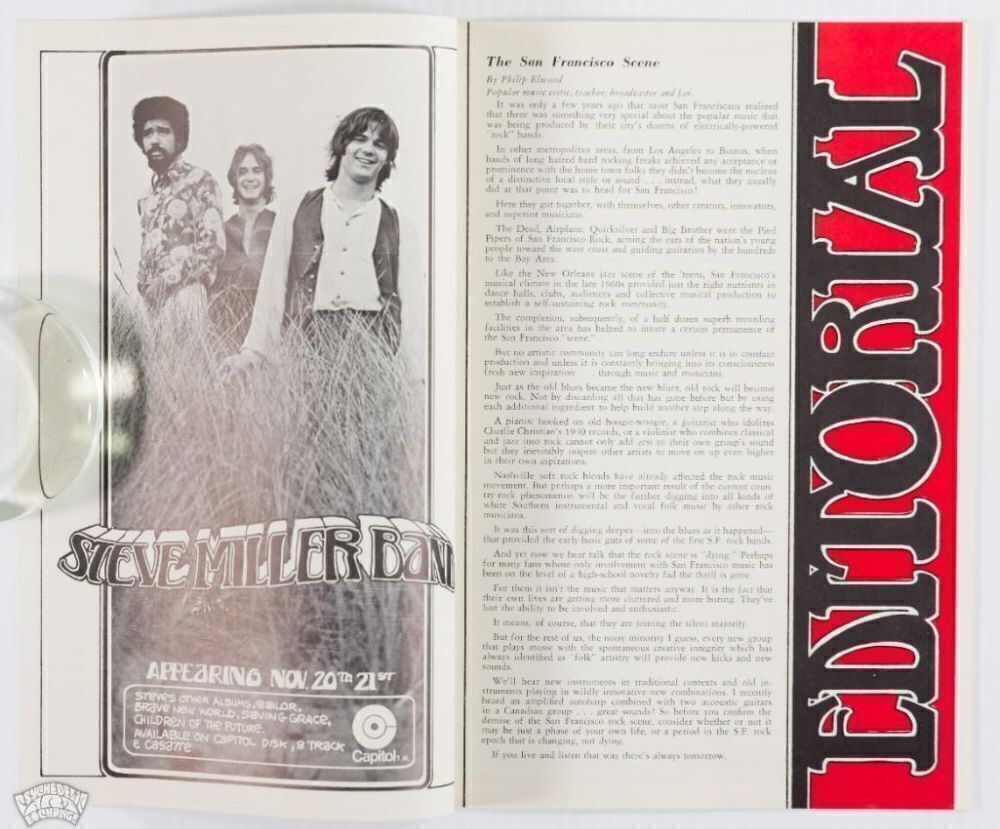 STEVE MILLER BAND
APPEARING NOV. 20TH 21ST
STEVE'S OTHER ALBUMS, SAILOR,
BRAVE NEW WORLD, SAVING GRACE,
CHILDREN OF THE FUTURE.
AVAILABLE ON CAPITOL DISK, 8 TRACK
& CASATTE
Capitol T.M.
PSYCHEDELIC
ART
EXCHANGE
The San Francisco Scene
By Philip Elwood
Popular music critic, teacher, broadcaster and fan.
It was only a few years ago that most San Franciscans realized
that there was something very special about the popular music that
was being produced by their city's dozens of electrically-powered
"rock" bands.
In other metropolitan areas, from Los Angeles to Boston, when
bands of long haired hard rocking freaks achieved any acceptance or
prominence with the home town folks they didn't become the nucleus
of a distinctive local style or sound . . . instead, what they usually
did at that point was to head for San Francisco!
Here they got together, with themselves, other creators, innovators,
and superior musicians.
The Dead, Airplane, Quicksilver and Big Brother were the Pied
Pipers of San Francisco Rock, aiming the ears of the nation's young
people toward the west coast and guiding guitarists by the hundreds
to the Bay Area.
Like the New Orleans jazz scene of the 'teens, San Francisco's
musical climate in the late 1960s provided just the right nutrients in
dance halls, clubs, audiences and collective musical production to
establish a self-sustaining rock community.
The completion, subsequently, of a half dozen superb recording
facilities in the area has helped to insure a certain permanence of
the San Francisco "scene."
But no artistic community can long endure unless it is in constant
production and unless it is constantly bringing into its consciousness
fresh new inspiration . . . through music and musicians.
Just as the old blues became the new blues, old rock will become
new rock. Not by discarding all that has gone before but by using
each additional ingredient to help build another step along the way.
A pianist hooked on old boogie-woogie, a guitarist who idolizes
Charlie Christian's 1940 records, or a violinist who combines classical
and jazz into rock cannot only add zest to their own group's sound
but they inevitably inspire other artists to move on up even higher
in their own aspirations.
Nashville soft rock blends have already affected the rock music
movement. But perhaps a more important result of the current coun-
try-rock phenomenon will be the further digging into all kinds of
white Southern instrumental and vocal folk music by other rock
musicians.
It was this sort of digging deeper—into the blues as it happened—
that provided the early basic guts of some of the first S.F. rock bands.
And yet now we hear talk that the rock scene is "dying." Perhaps
for many fans whose only involvement with San Francisco music has
been on the level of a high-school novelty fad the thrill is gone.
For them it isn't the music that matters anyway. It is the fact that
their own lives are getting more cluttered and more boring. They've
lost the ability to be involved and enthusiastic.
It means, of course, that they are joining the silent majority.
But for the rest of us, the noisy minority I guess, every new group
that plays music with the spontaneous creative integrity which has
always identified as "folk" artistry will provide new kicks and new
sounds.
We'll hear new instruments in traditional contexts and old in-
struments playing in wildly innovative new combinations. I recently
heard an amplified autoharp combined with two acoustic guitars
in a Canadian group . . . great sounds! So before you confirm the
demise of the San Francisco rock scene, consider whether or not it
may be just a phase of your own life, or a period in the S.F. rock
epoch that is changing, not dying.
If you live and listen that way there's always tomorrow.
EDITORIAL